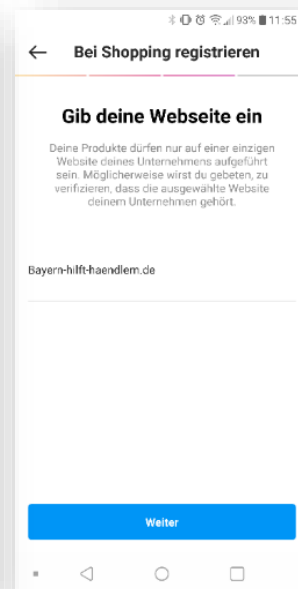 93% 11:55
Bei Shopping registrieren
Gib deine Webseite ein
Deine Produkte dürfen nur auf einer einzigen
Website deines Unternehmens aufgeführt
sein. Möglicherweise wirst du gebeten, zu
verifizieren, dass die ausgewählte Website
deinem Unternehmen gehört.
Bayern-hilft-haendlern.de
Weiter